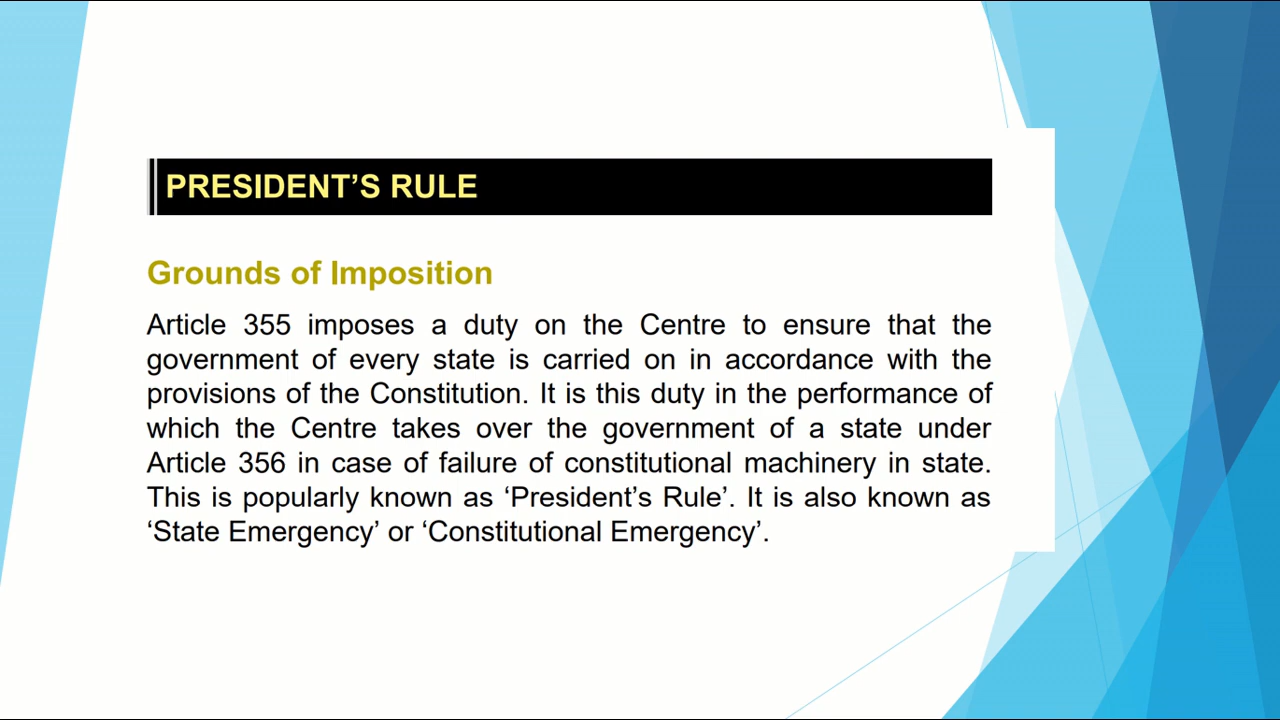 PRESIDENT’S RULE
Grounds of Imposition
Article 355 imposes a duty on the Centre to ensure that the
government of every state is carried on in accordance with the
provisions of the Constitution. It is this duty in the performance of
which the Centre takes over the government of a state under
Article 356 in case of failure of constitutional machinery in state.
This is popularly known as ‘President’s Rule’. It is also known as
‘State Emergency’ or ‘Constitutional Emergency’.